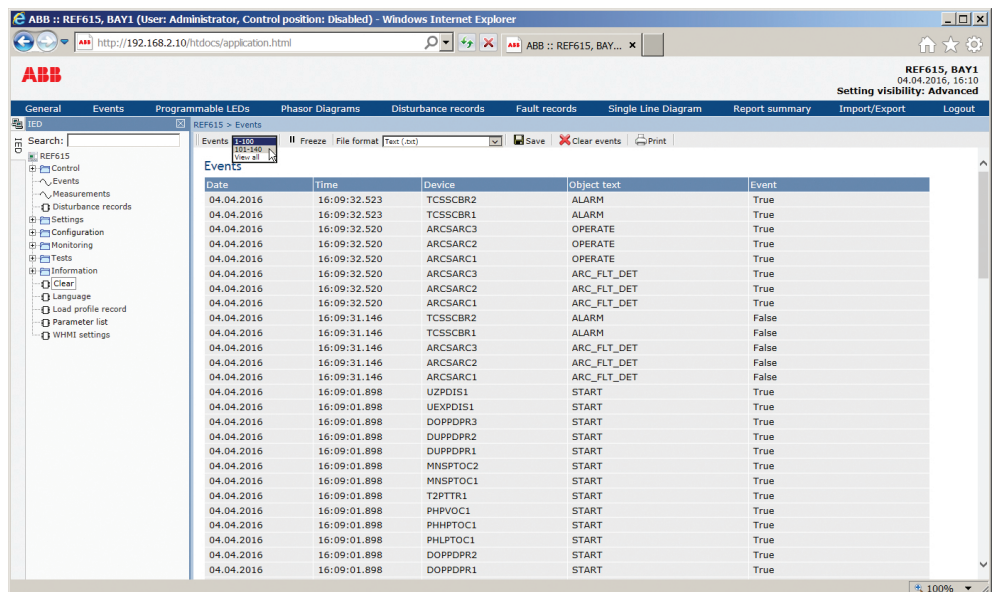 ABB :: REF615, BAY1 (User: Administrator, Control position: Disabled) - Windows Internet Explorer
http://192.168.2.10/htdocs/application.html
ABB :: REF615, BAY... ×
ABB
REF615, BAY1
04.04.2016, 16:10
Setting visibility: Advanced
General Events Programmable LEDs Phasor Diagrams Disturbance records Fault records Single Line Diagram Report summary Import/Export Logout
IED
REF615 > Events
IED
Search:
REF615
Control
Events
Measurements
Disturbance records
Settings
Configuration
Monitoring
Tests
Information
Clear
Language
Load profile record
Parameter list
WHMI settings
Events 1-100 Freeze File format Text (.txt) Save Clear events Print
101-140
View all
Events
Date Time Device Object text Event
04.04.2016 16:09:32.523 TCSSCBR2 ALARM True
04.04.2016 16:09:32.523 TCSSCBR1 ALARM True
04.04.2016 16:09:32.520 ARCSARC3 OPERATE True
04.04.2016 16:09:32.520 ARCSARC2 OPERATE True
04.04.2016 16:09:32.520 ARCSARC1 OPERATE True
04.04.2016 16:09:32.520 ARCSARC3 ARC_FLT_DET True
04.04.2016 16:09:32.520 ARCSARC2 ARC_FLT_DET True
04.04.2016 16:09:32.520 ARCSARC1 ARC_FLT_DET True
04.04.2016 16:09:31.146 TCSSCBR2 ALARM False
04.04.2016 16:09:31.146 TCSSCBR1 ALARM False
04.04.2016 16:09:31.146 ARCSARC3 ARC_FLT_DET False
04.04.2016 16:09:31.146 ARCSARC2 ARC_FLT_DET False
04.04.2016 16:09:31.146 ARCSARC1 ARC_FLT_DET False
04.04.2016 16:09:01.898 UZPDIS1 START True
04.04.2016 16:09:01.898 UEXPDIS1 START True
04.04.2016 16:09:01.898 DOPPDPR3 START True
04.04.2016 16:09:01.898 DUPPDPR2 START True
04.04.2016 16:09:01.898 DUPPDPR1 START True
04.04.2016 16:09:01.898 MNSPTOC2 START True
04.04.2016 16:09:01.898 MNSPTOC1 START True
04.04.2016 16:09:01.898 T2PTTR1 START True
04.04.2016 16:09:01.898 PHPVOC1 START True
04.04.2016 16:09:01.898 PHHPTOC1 START True
04.04.2016 16:09:01.898 PHLPTOC1 START True
04.04.2016 16:09:01.898 DOPPDPR2 START True
04.04.2016 16:09:01.898 DOPPDPR1 START True
100%